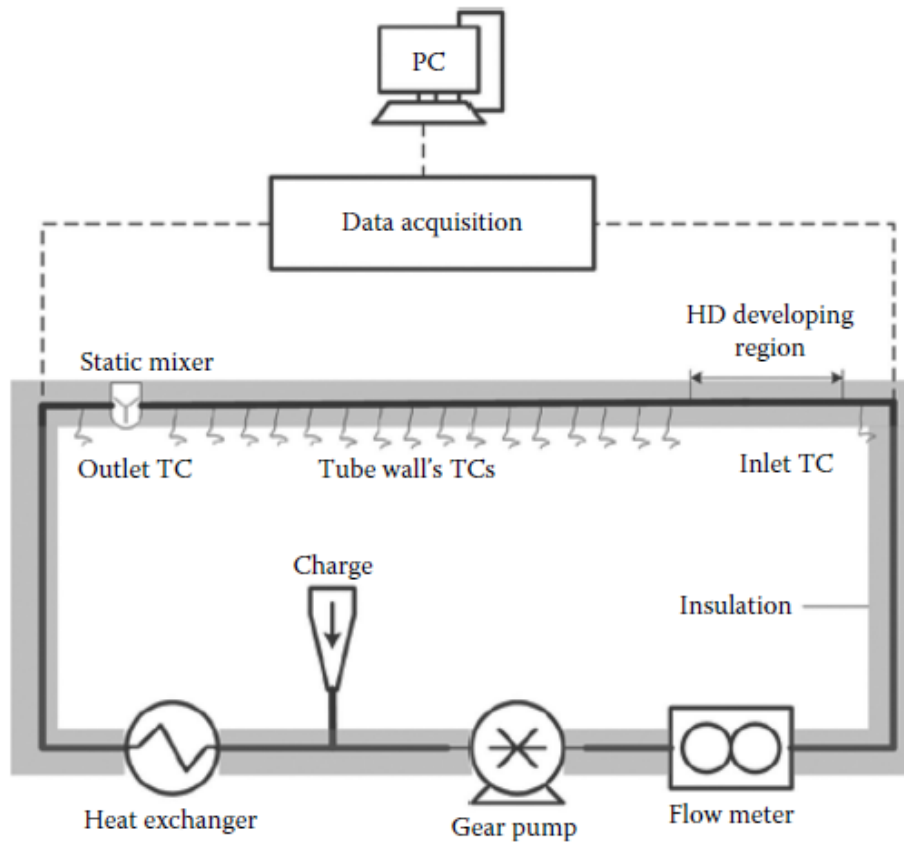 PC
Data acquisition
HD developing
region
Static mixer
Outlet TC
Tube wall's TCs
Inlet TC
Charge
Insulation
Heat exchanger
Gear pump
Flow meter